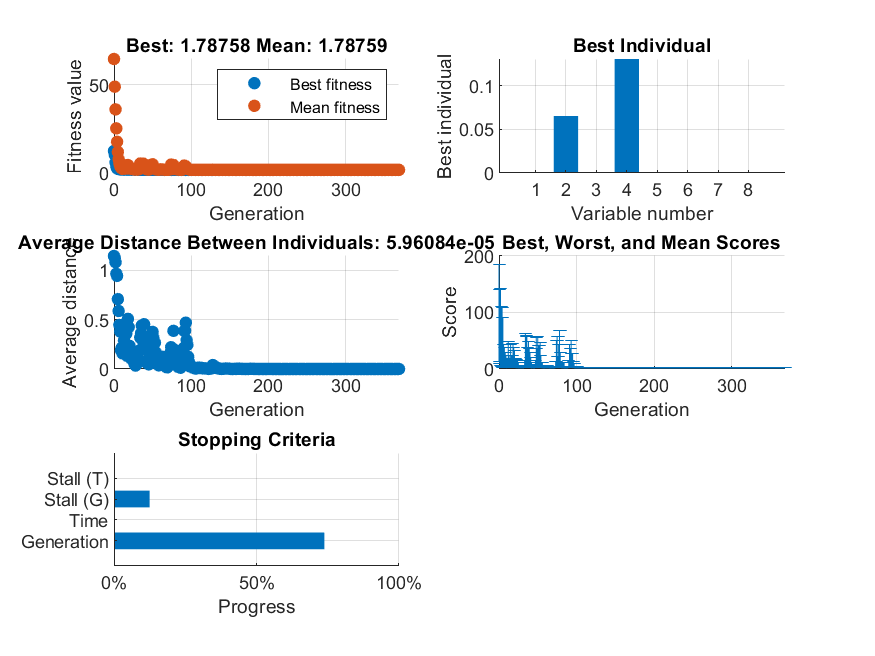 Best: 1.78758 Mean: 1.78759
Fitness value
50
0
Best fitness
Mean fitness
0 100 200 300
Generation
Best Individual
Best individual
0.1
0.05
0
1 2 3 4 5 6 7 8
Variable number
Average Distance Between Individuals: 5.96084e-05
Average distance
1
0.5
0
0 100 200 300
Generation
Best, Worst, and Mean Scores
Score
200
100
0
0 100 200 300
Generation
Stopping Criteria
Stall (T)
Stall (G)
Time
Generation
0% 50% 100%
Progress